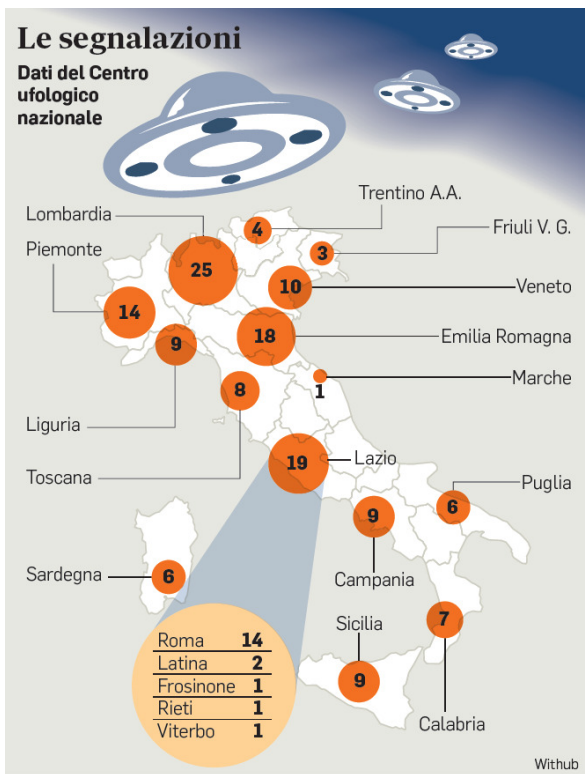 Le segnalazioni
Dati del Centro
ufologico
nazionale
Trentino A.A.
Lombardia
4
Friuli V. G.
Piemonte
3
25
10
Veneto
14
18
Emilia Romagna
9
Marche
8
1
Liguria
19
Lazio
Toscana
Puglia
6
9
Sardegna
6
Campania
Sicilia
7
Roma 14
Latina 2
9
Frosinone 1
Rieti 1
Calabria
Viterbo 1
Withub